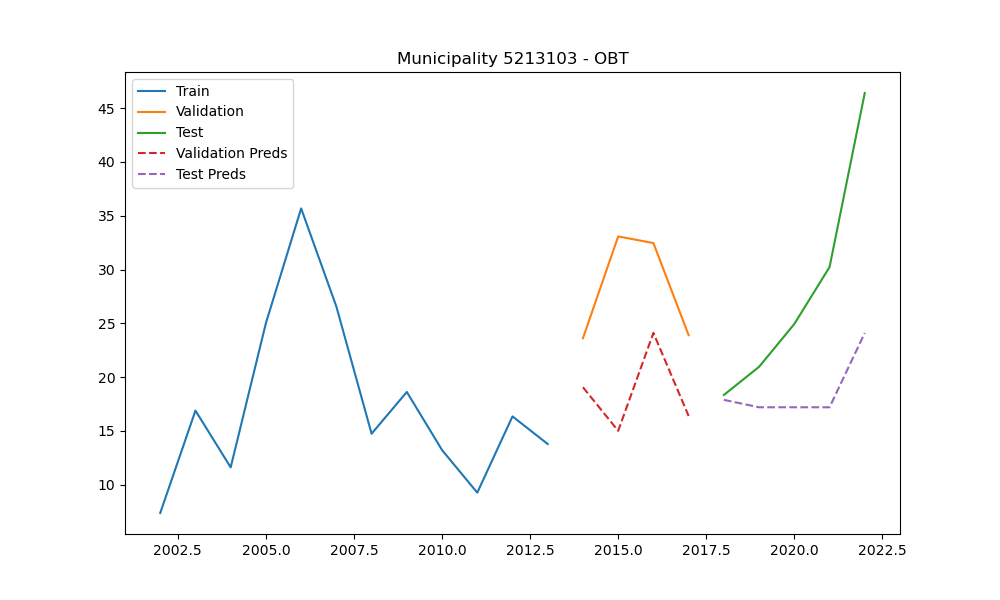 Municipality 5213103 - OBT
Train
Validation
Test
Validation Preds
Test Preds
45
40
35
30
25
20
15
10
2002.5 2005.0 2007.5 2010.0 2012.5 2015.0 2017.5 2020.0 2022.5